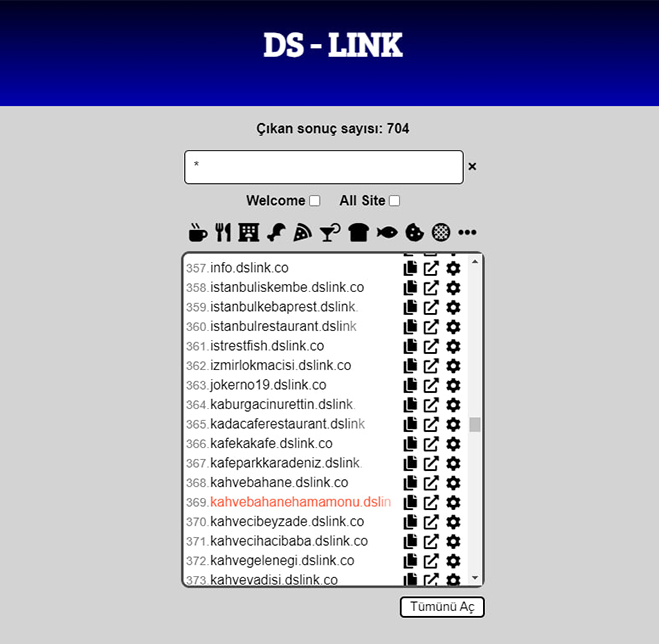 DS - LINK
Çıkan sonuç sayısı: 704
*
Welcome All Site
357.info.dslink.co
358.istanbuliskembe.dslink.co
359.istanbulkebaprest.dslink.
360.istanbulrestaurant.dslink
361.istrestfish.dslink.co
362.izmirlokmacisi.dslink.co
363.jokerno19.dslink.co
364.kaburgacinurettin.dslink.
365.kadacaferestaurant.dslink
366.kafekakafe.dslink.co
367.kafeparkkaradeniz.dslink.
368.kahvebahane.dslink.co
369.kahvebahanehamamonu.dslin
370.kahvecibeyzade.dslink.co
371.kahvecihacibaba.dslink.co
372.kahvegelenegi.dslink.co
373.kahvevadisi.dslink.co
Tümünü Aç